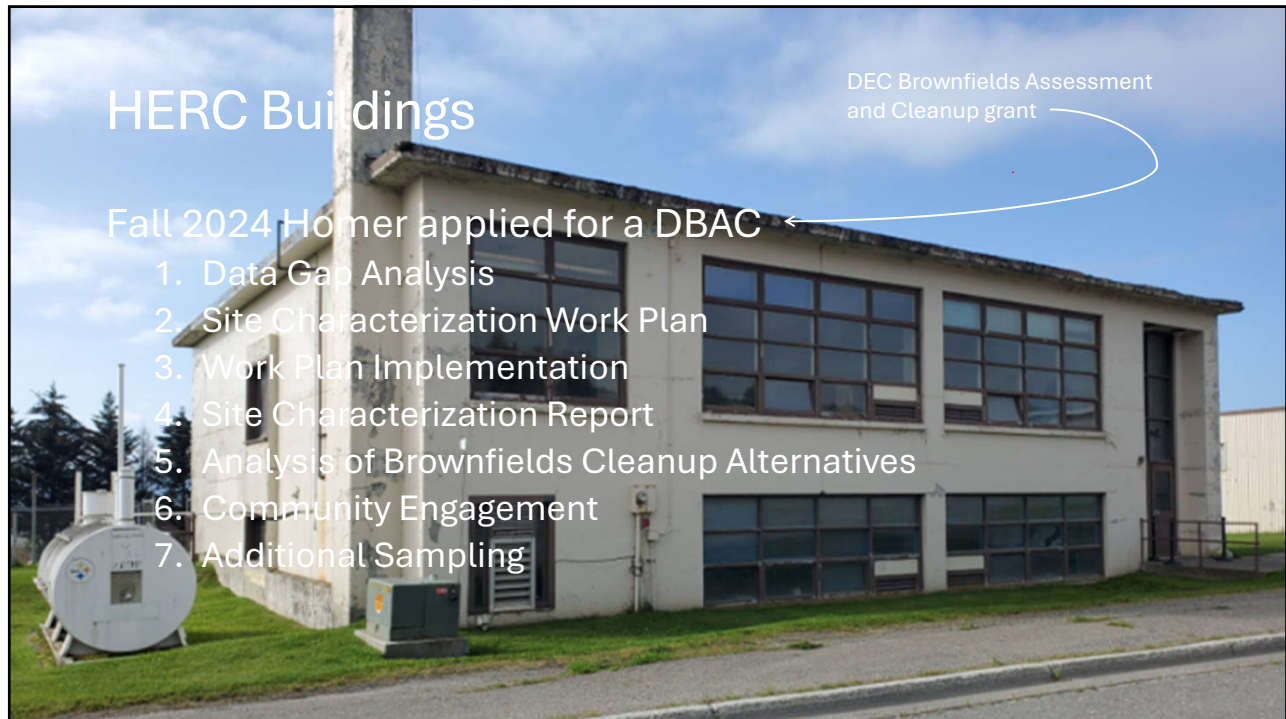 HERC Buildings
DEC Brownfields Assessment
and Cleanup grant
Fall 2024 Homer applied for a DBAC
1. Data Gap Analysis
2. Site Characterization Work Plan
3. Work Plan Implementation
4. Site Characterization Report
5. Analysis of Brownfields Cleanup Alternatives
6. Community Engagement
7. Additional Sampling